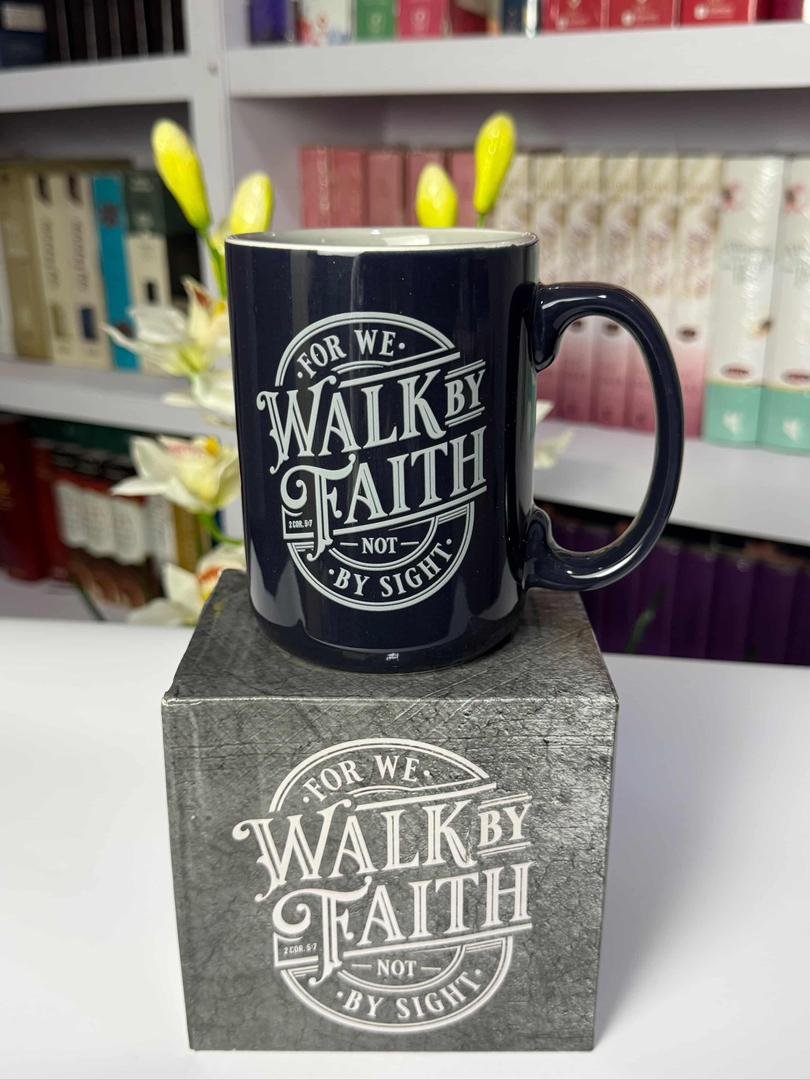 ·FOR WE·
WALK BY
FAITH
2 COR. 5:7
NOT
·BY SIGHT·
·FOR WE·
WALK BY
FAITH
2 COR. 5:7
NOT
·BY SIGHT·